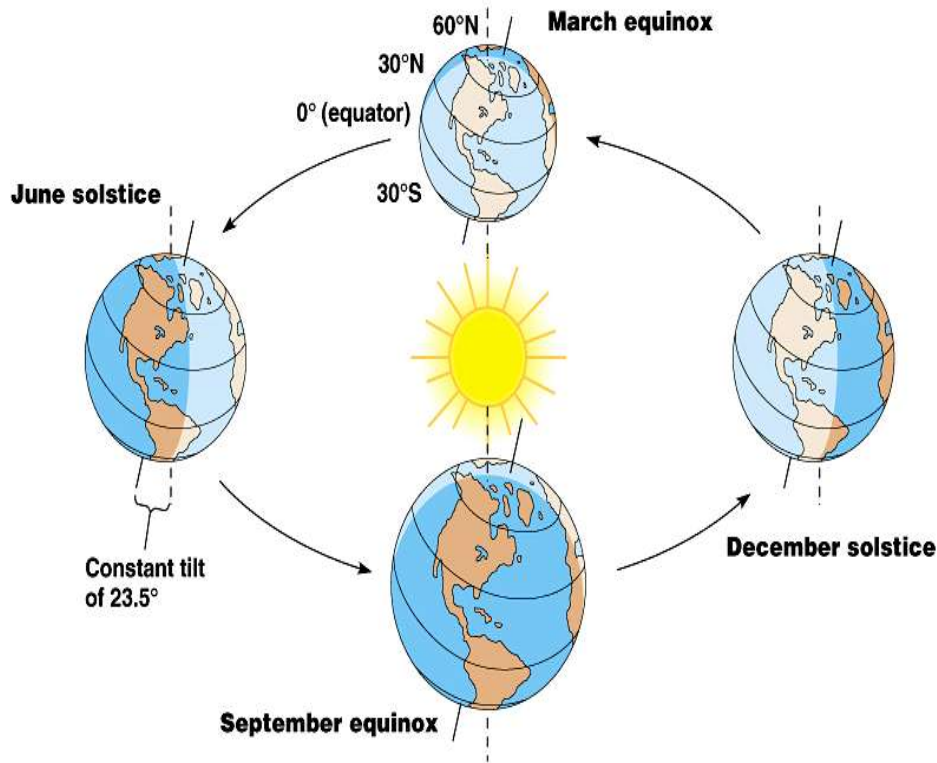 60°N
March equinox
30°N
0° (equator)
30°S
June solstice
Constant tilt
of 23.5°
December solstice
September equinox